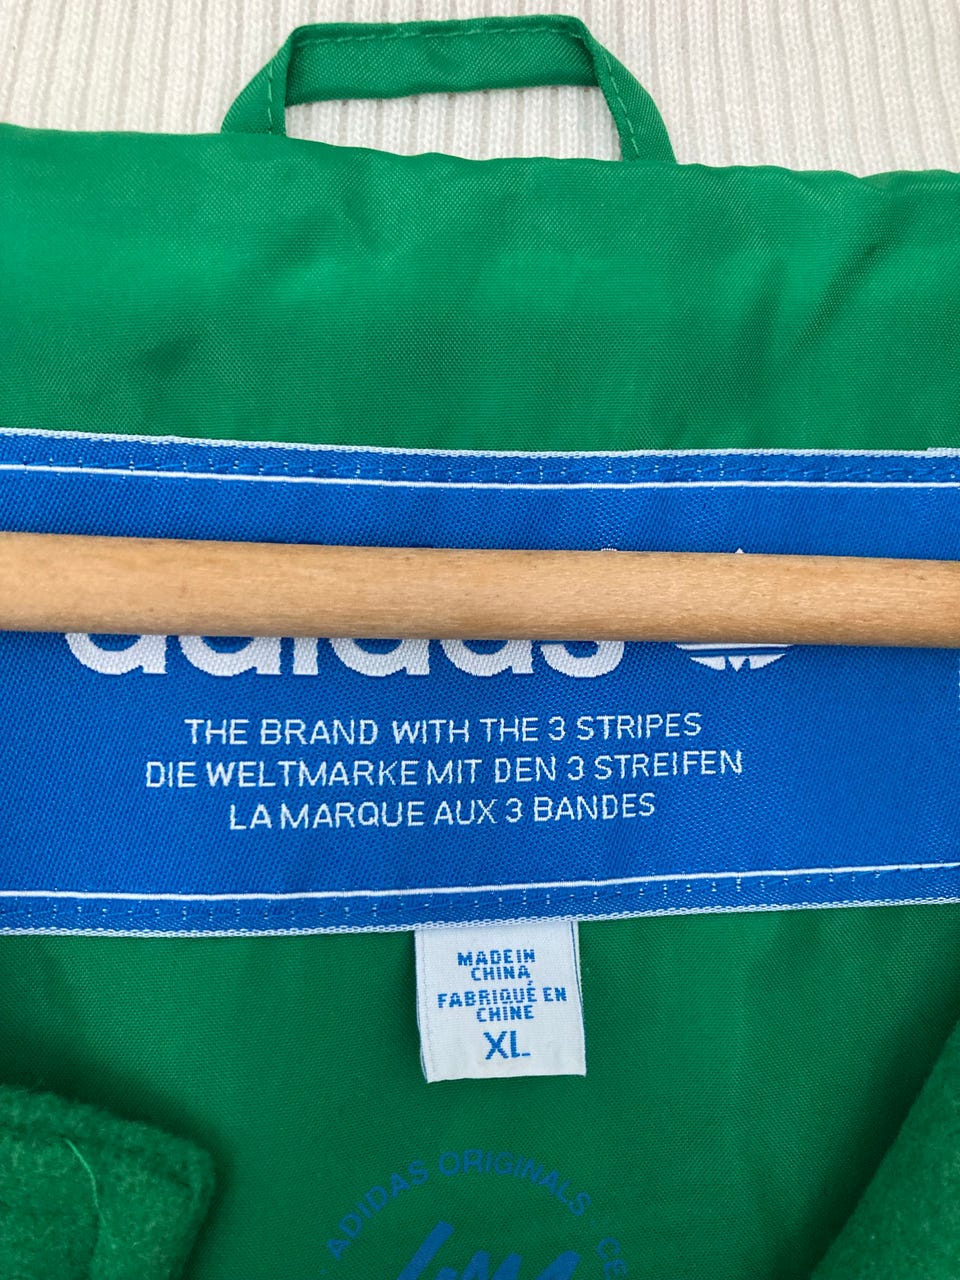 adidas
THE BRAND WITH THE 3 STRIPES
DIE WELTMARKE MIT DEN 3 STREIFEN
LA MARQUE AUX 3 BANDES
MADE IN
CHINA
FABRIQUÉ EN
CHINE
XL
ADIDAS ORIGINALS